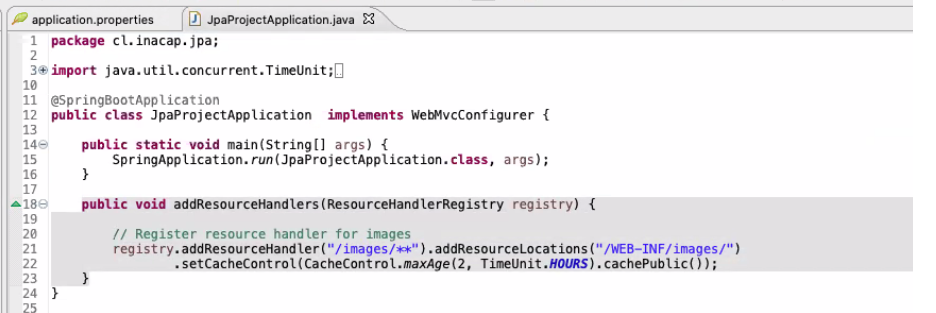 application.properties JpaProjectApplication.java
1 package cl.inacap.jpa;
2
3 import java.util.concurrent.TimeUnit;
10
11 @SpringBootApplication
12 public class JpaProjectApplication  implements WebMvcConfigurer {
13
14     public static void main(String[] args) {
15         SpringApplication.run(JpaProjectApplication.class, args);
16     }
17
18     public void addResourceHandlers(ResourceHandlerRegistry registry) {
19
20         // Register resource handler for images
21         registry.addResourceHandler("/images/**").addResourceLocations("/WEB-INF/images/")
22                 .setCacheControl(CacheControl.maxAge(2, TimeUnit.HOURS).cachePublic());
23     }
24 }
25